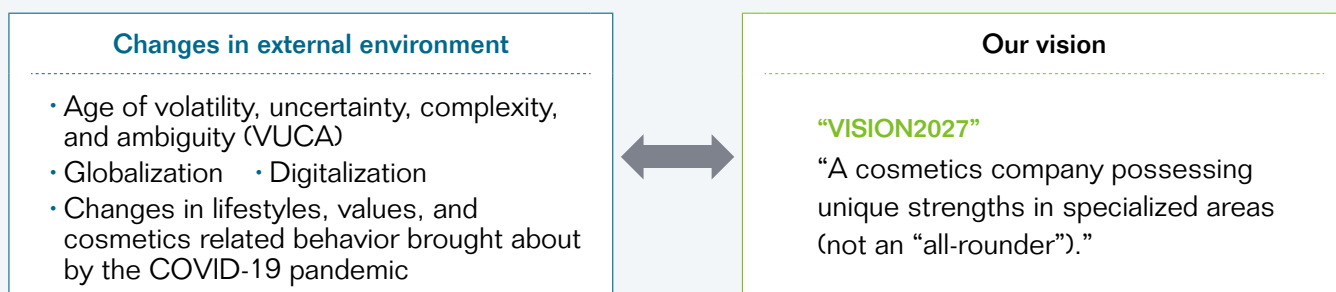 Changes in external environment
・Age of volatility, uncertainty, complexity,
and ambiguity (VUCA)
・Globalization ・Digitalization
・Changes in lifestyles, values, and
cosmetics related behavior brought about
by the COVID-19 pandemic
Our vision
“VISION2027”
“A cosmetics company possessing
unique strengths in specialized areas
(not an “all-rounder”).”